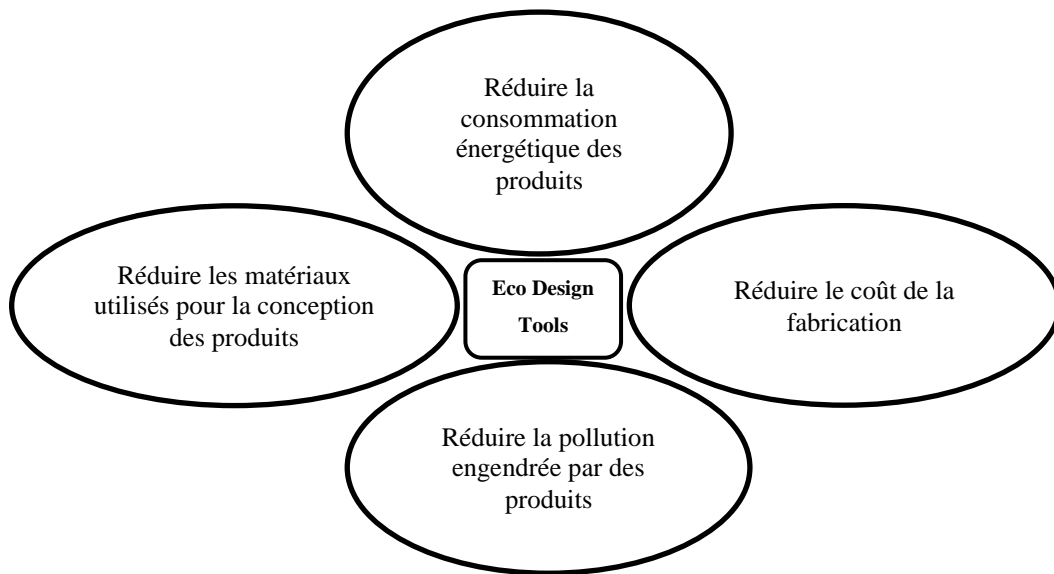 Réduire la
consommation
énergétique des
produits
Réduire les matériaux
utilisés pour la conception
des produits
Eco Design
Tools
Réduire le coût de la
fabrication
Réduire la pollution
engendrée par des
produits